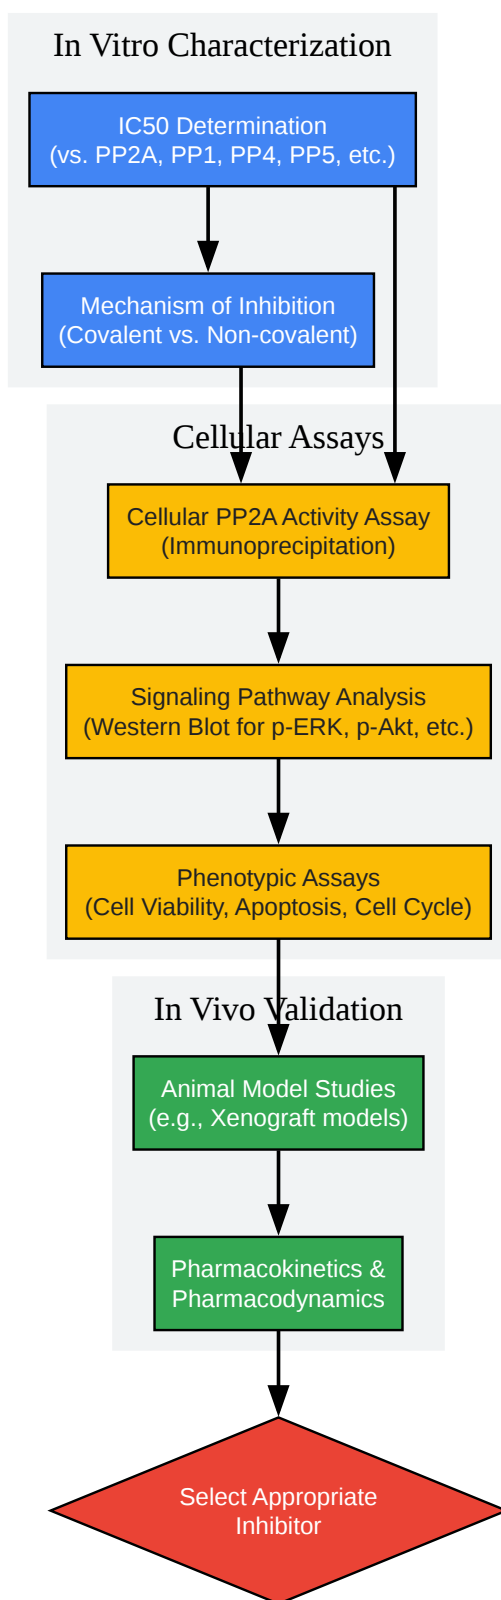 In Vitro Characterization
IC50 Determination
(vs. PP2A, PP1, PP4, PP5, etc.)
Mechanism of Inhibition
(Covalent vs. Non-covalent)
Cellular Assays
Cellular PP2A Activity Assay
(Immunoprecipitation)
Signaling Pathway Analysis
(Western Blot for p-ERK, p-Akt, etc.)
Phenotypic Assays
(Cell Viability, Apoptosis, Cell Cycle)
In Vivo Validation
Animal Model Studies
(e.g., Xenograft models)
Pharmacokinetics &
Pharmacodynamics
Select Appropriate
Inhibitor